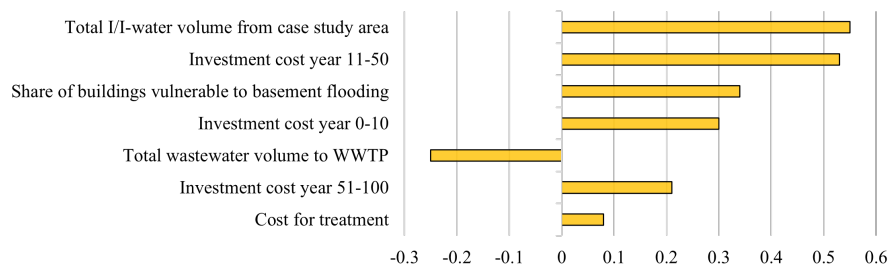 Total I/I-water volume from case study area
Investment cost year 11-50
Share of buildings vulnerable to basement flooding
Investment cost year 0-10
Total wastewater volume to WWTP
Investment cost year 51-100
Cost for treatment
-0.3 -0.2 -0.1 0 0.1 0.2 0.3 0.4 0.5 0.6